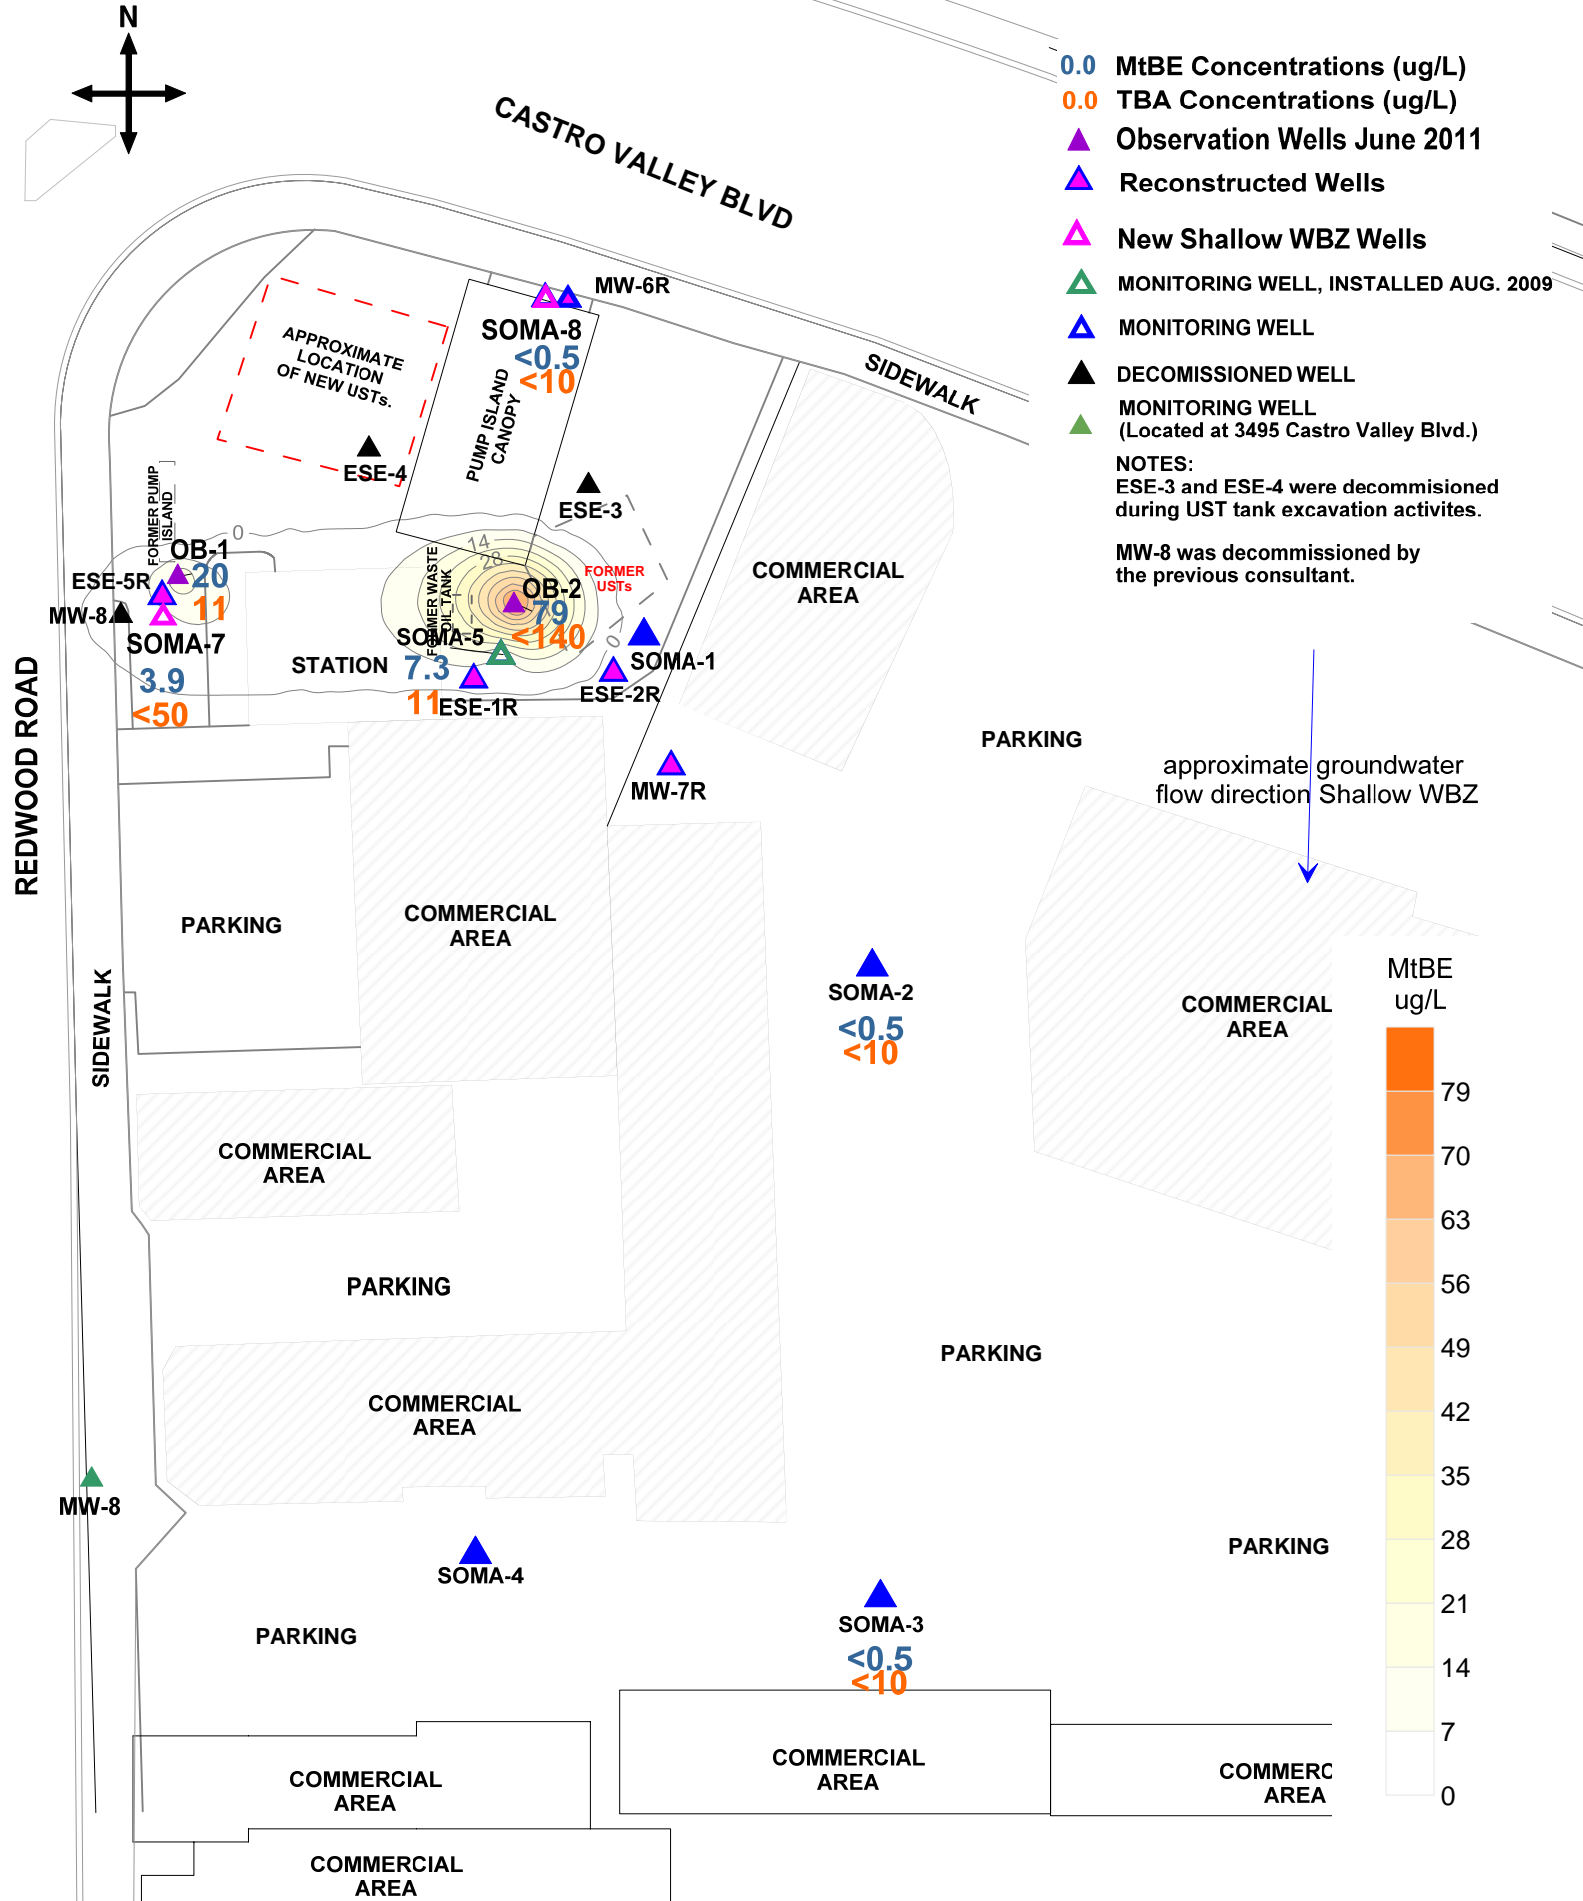 N
CASTRO VALLEY BLVD
0.0 MtBE Concentrations (ug/L)
0.0 TBA Concentrations (ug/L)
Observation Wells June 2011
Reconstructed Wells
New Shallow WBZ Wells
MONITORING WELL, INSTALLED AUG. 2009
MONITORING WELL
DECOMISSIONED WELL
MONITORING WELL
(Located at 3495 Castro Valley Blvd.)
NOTES:
ESE-3 and ESE-4 were decommisioned
during UST tank excavation activites.
MW-8 was decommissioned by
the previous consultant.
MW-6R
SOMA-8
<0.5
<10
APPROXIMATE
LOCATION
OF NEW USTs.
PUMP ISLAND
CANOPY
SIDEWALK
ESE-4
ESE-3
FORMER PUMP
ISLAND
0
14
28
OB-1
20
11
ESE-5R
MW-8
SOMA-7
3.9
<50
FORMER WASTE
OIL TANK
FORMER
USTs
OB-2
79
<140
0
SOMA-5
7.3
11
STATION
SOMA-1
ESE-2R
ESE-1R
COMMERCIAL
AREA
MW-7R
PARKING
approximate groundwater
flow direction Shallow WBZ
REDWOOD ROAD
PARKING
COMMERCIAL
AREA
SIDEWALK
SOMA-2
<0.5
<10
COMMERCIAL
AREA
MtBE
ug/L
79
70
63
56
49
42
35
28
21
14
7
0
COMMERCIAL
AREA
PARKING
PARKING
COMMERCIAL
AREA
MW-8
SOMA-4
PARKING
PARKING
SOMA-3
<0.5
<10
COMMERCIAL
AREA
COMMERCIAL
AREA
COMMERC
AREA
COMMERCIAL
AREA